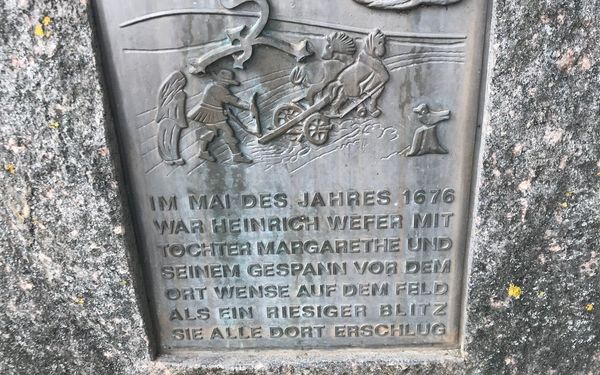 IM MAI DES JAHRES 1676
WAR HEINRICH WEFER MIT
TOCHTER MARGARETHE UND
SEINEM GESPANN VOR DEM
ORT WENSE AUF DEM FELD
ALS EIN RIESIGER BLITZ
SIE ALLE DORT ERSCHLUG